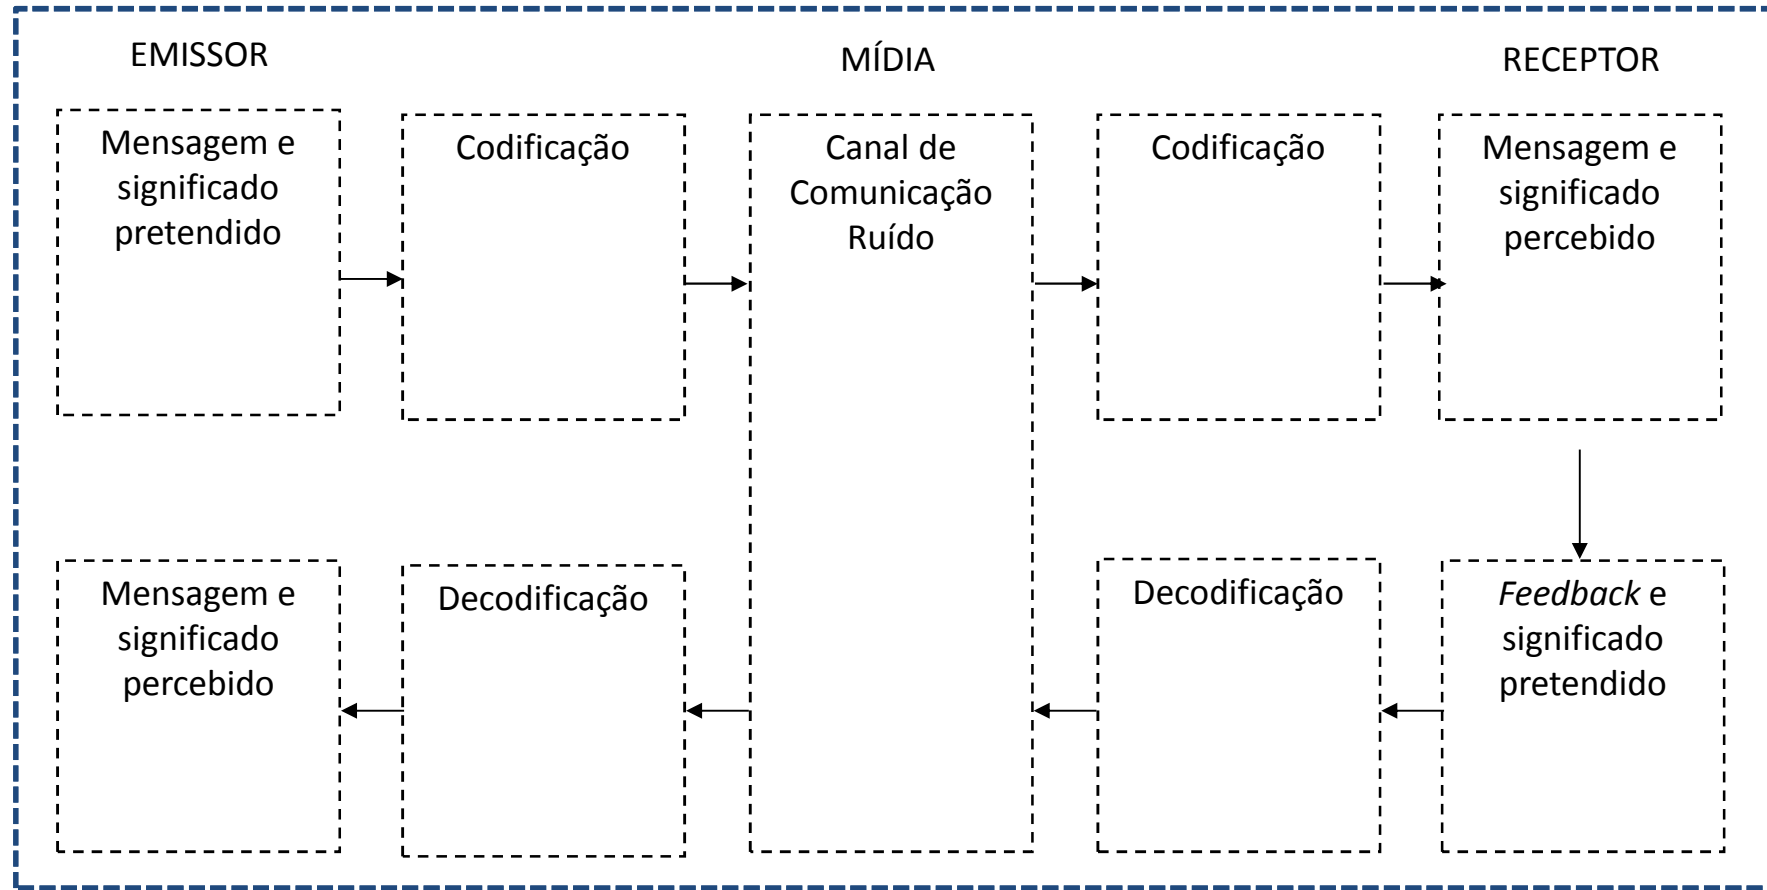 EMISSOR
MÍDIA
RECEPTOR
Mensagem e
significado
pretendido
Codificação
Canal de
Comunicação
Ruído
Codificação
Mensagem e
significado
percebido
Mensagem e
significado
percebido
Decodificação
Decodificação
Feedback e
significado
pretendido